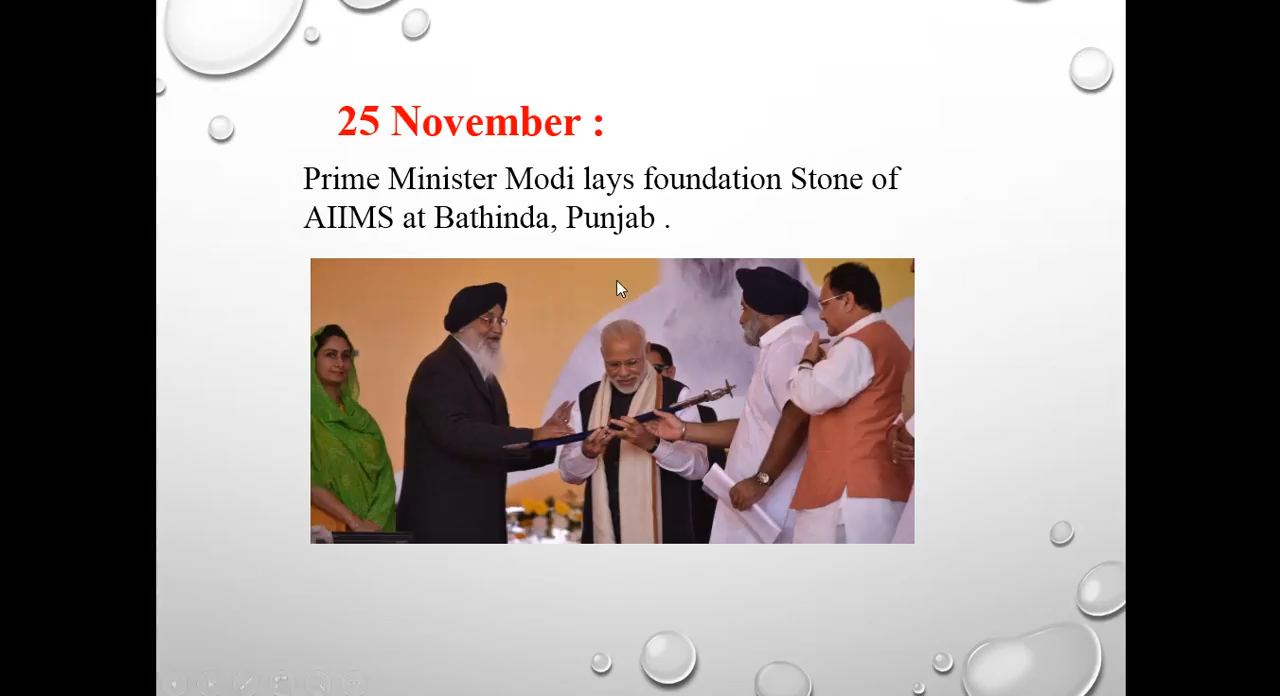 25 November :
Prime Minister Modi lays foundation Stone of
AIIMS at Bathinda, Punjab .